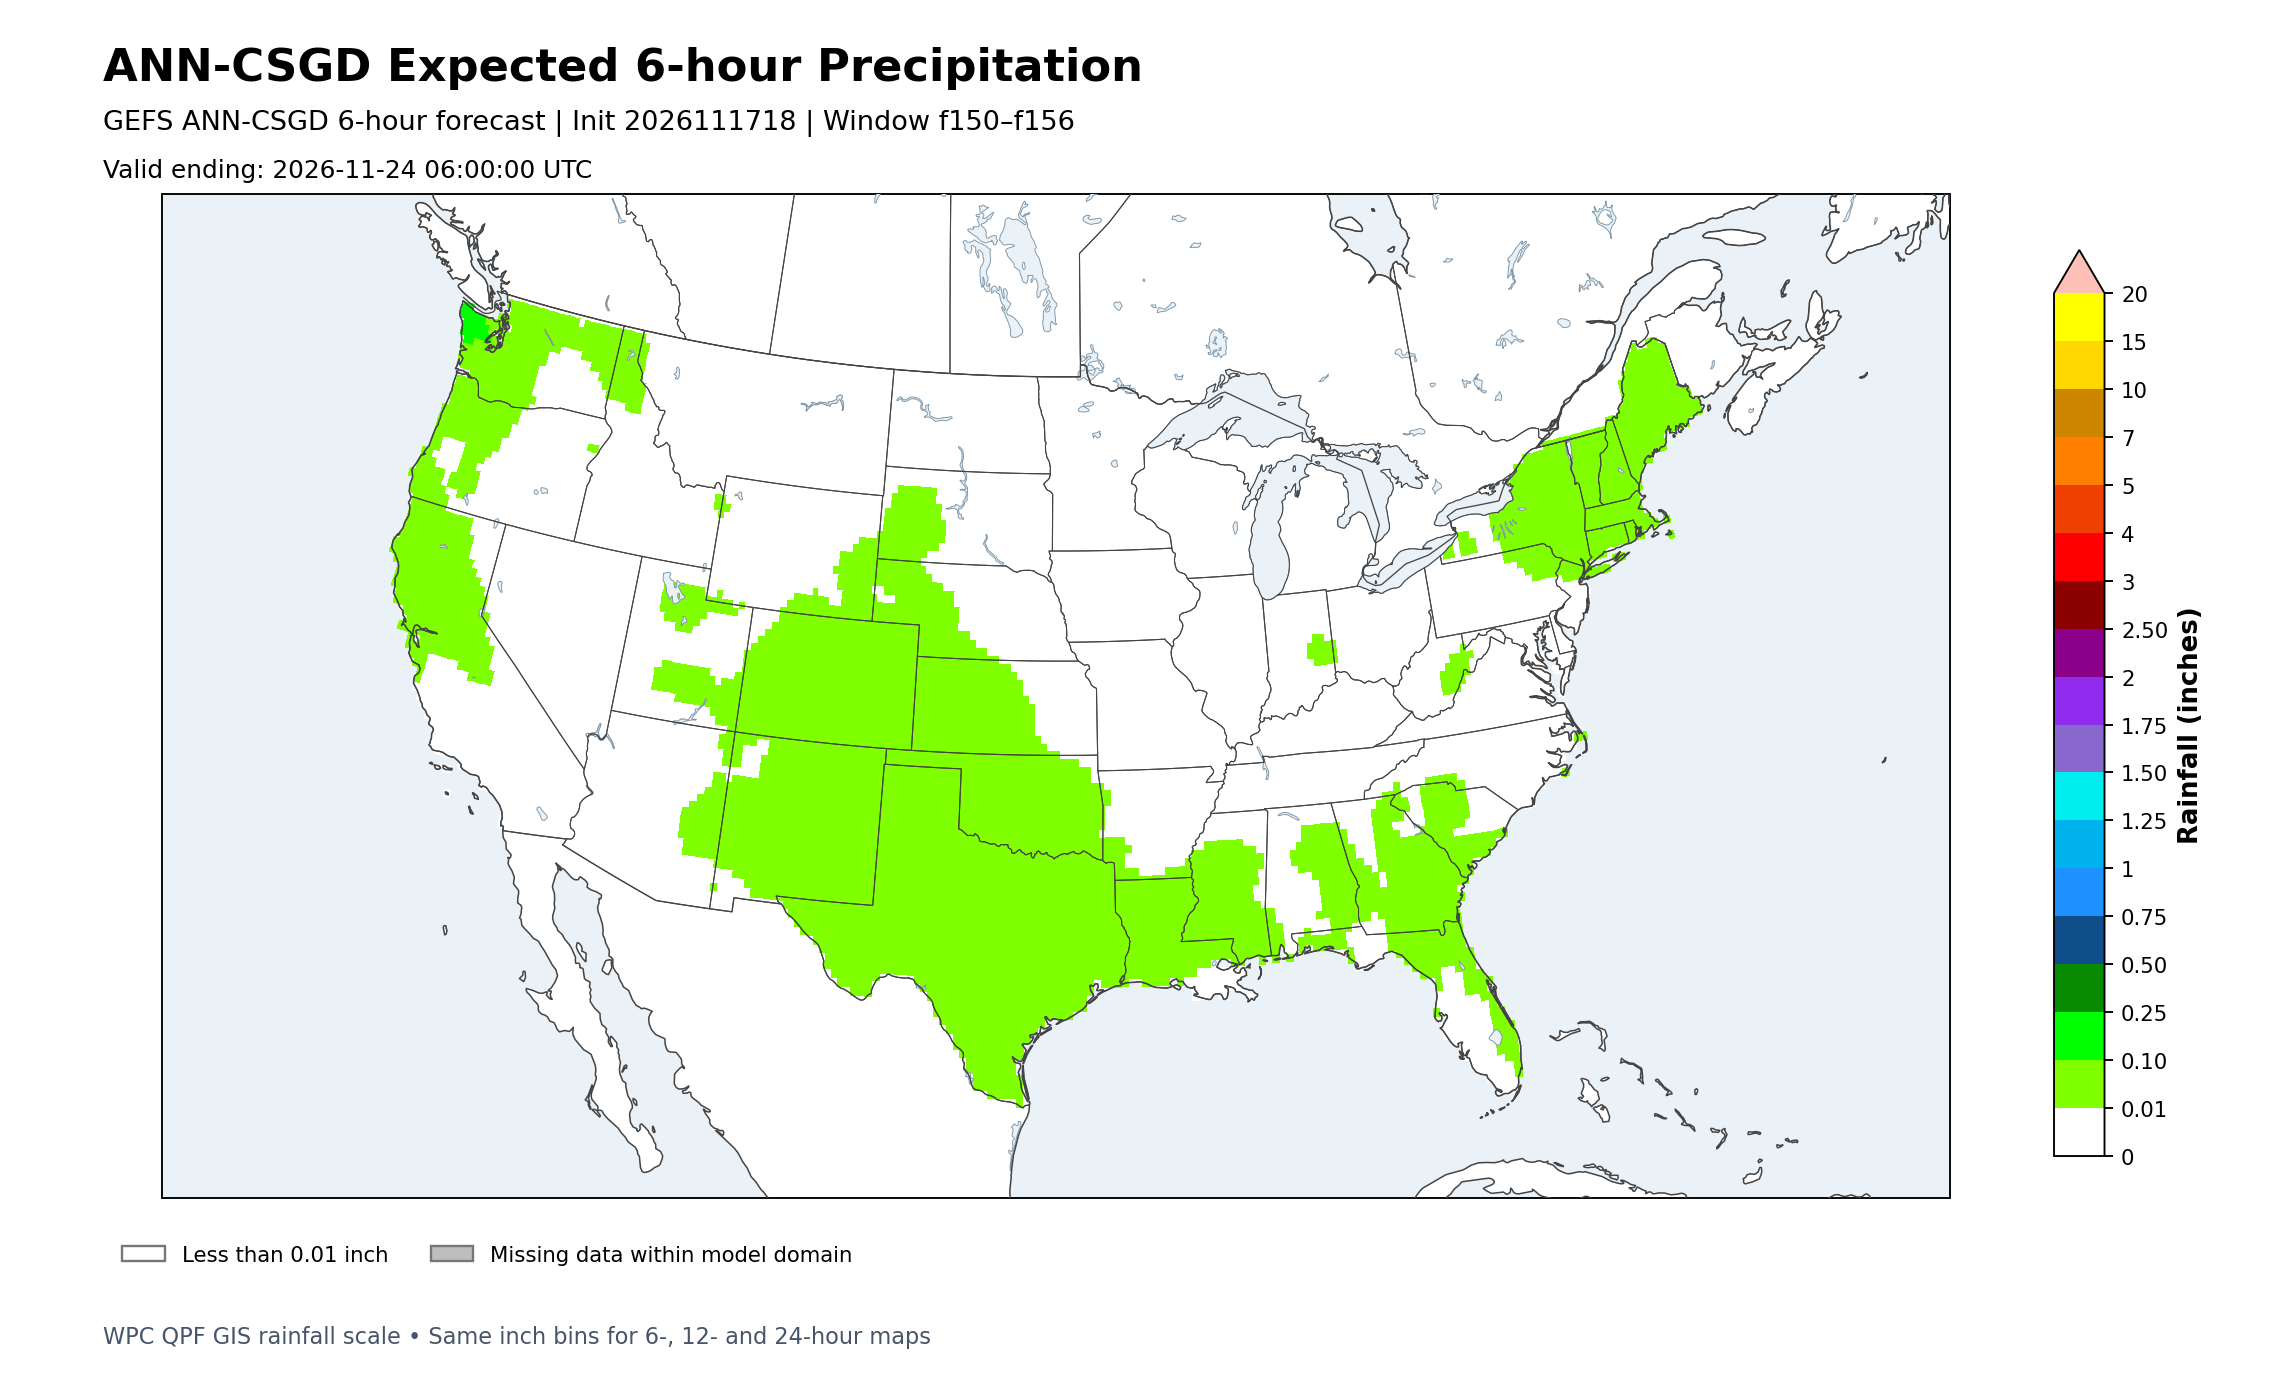 ANN-CSGD Expected 6-hour Precipitation
GEFS ANN-CSGD 6-hour forecast | Init 2026111718 | Window f150–f156
Valid ending: 2026-11-24 06:00:00 UTC
20
15
10
7
5
4
3
2.50
2
1.75
1.50
1.25
1
0.75
0.50
0.25
0.10
0.01
0
Rainfall (inches)
Less than 0.01 inch
Missing data within model domain
WPC QPF GIS rainfall scale • Same inch bins for 6-, 12- and 24-hour maps